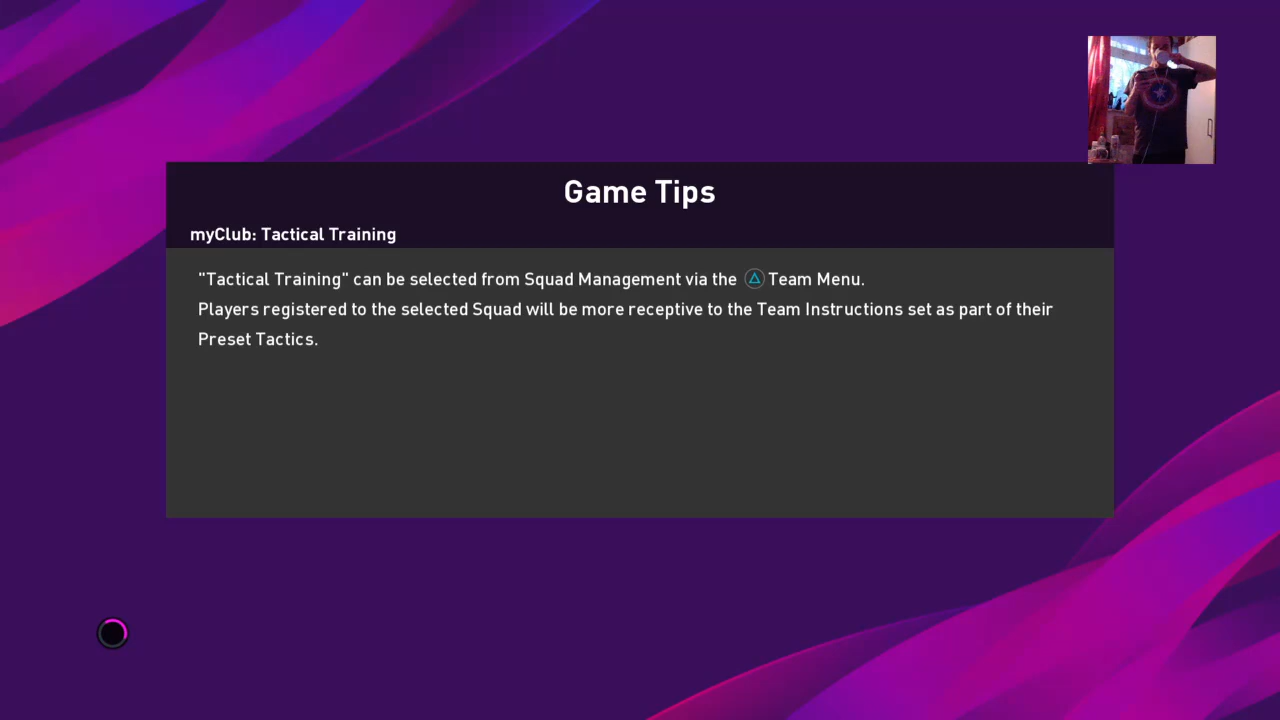 Game Tips
myClub: Tactical Training
"Tactical Training" can be selected from Squad Management via the Team Menu.
Players registered to the selected Squad will be more receptive to the Team Instructions set as part of their
Preset Tactics.